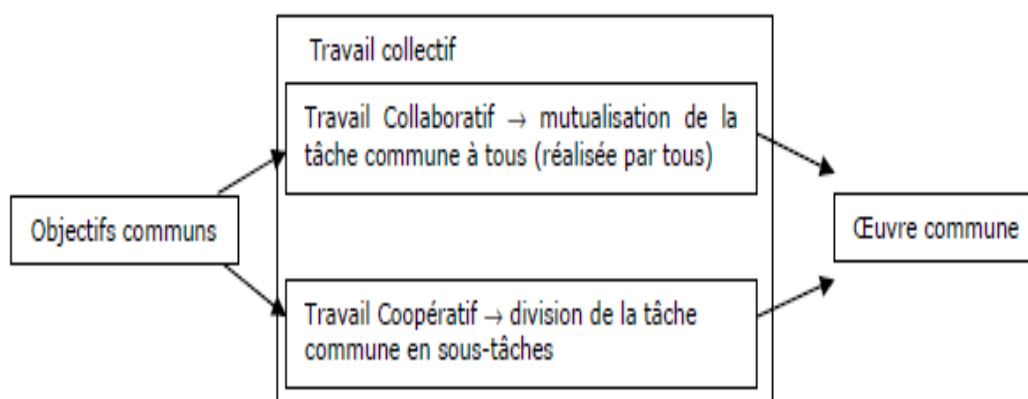 Travail collectif
Travail Collaboratif → mutualisation de la
tâche commune à tous (réalisée par tous)
Objectifs communs
Œuvre commune
Travail Coopératif → division de la tâche
commune en sous-tâches